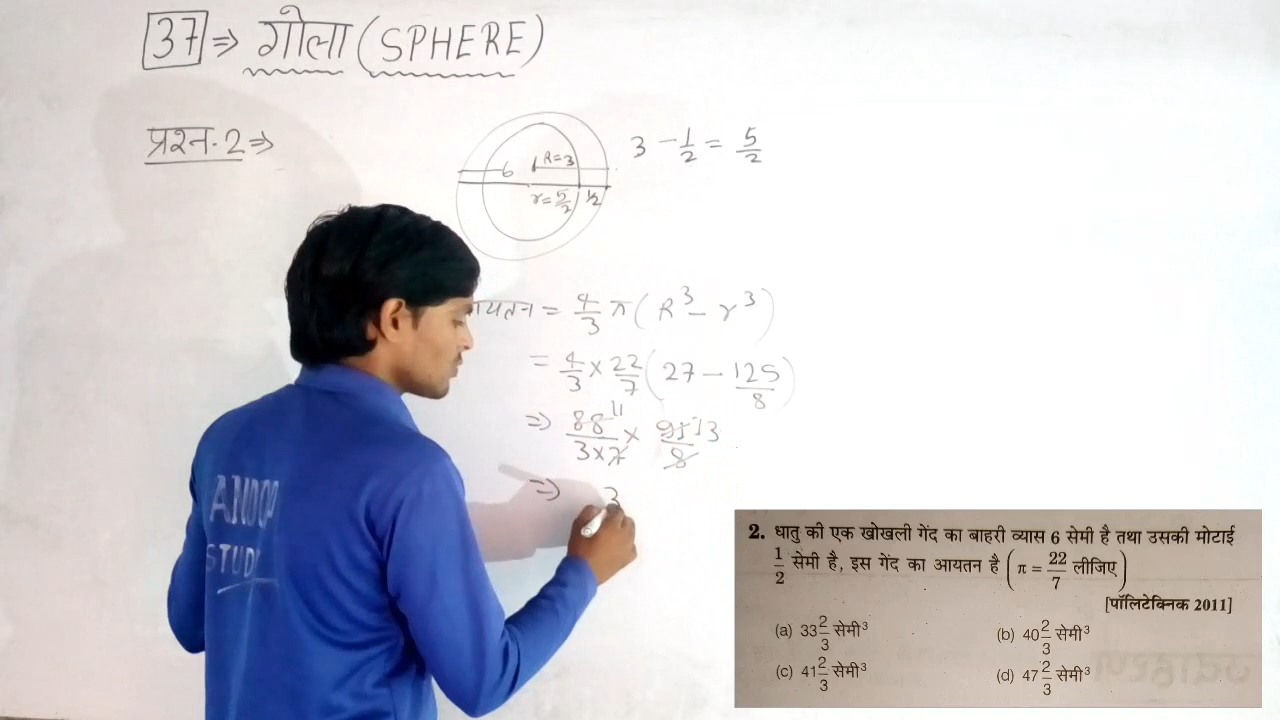 37 ⇒ गोला (SPHERE)
प्रश्न-2 ⇒
6 R=3
r=5/2 1/2
3 - 1/2 = 5/2
= 4/3 π (R³ - r³)
= 4/3 × 22/7 (27 - 125/8)
⇒ 88/3×7 × 8 11 13
⇒ 3
2. धातु की एक खोखली गेंद का बाहरी व्यास 6 सेमी है तथा उसकी मोटाई
1/2 सेमी है, इस गेंद का आयतन है (π = 22/7 लीजिए)
[पॉलिटेक्निक 2011]
(a) 33 2/3 सेमी³ (b) 40 2/3 सेमी³
(c) 41 2/3 सेमी³ (d) 47 2/3 सेमी³
STUD